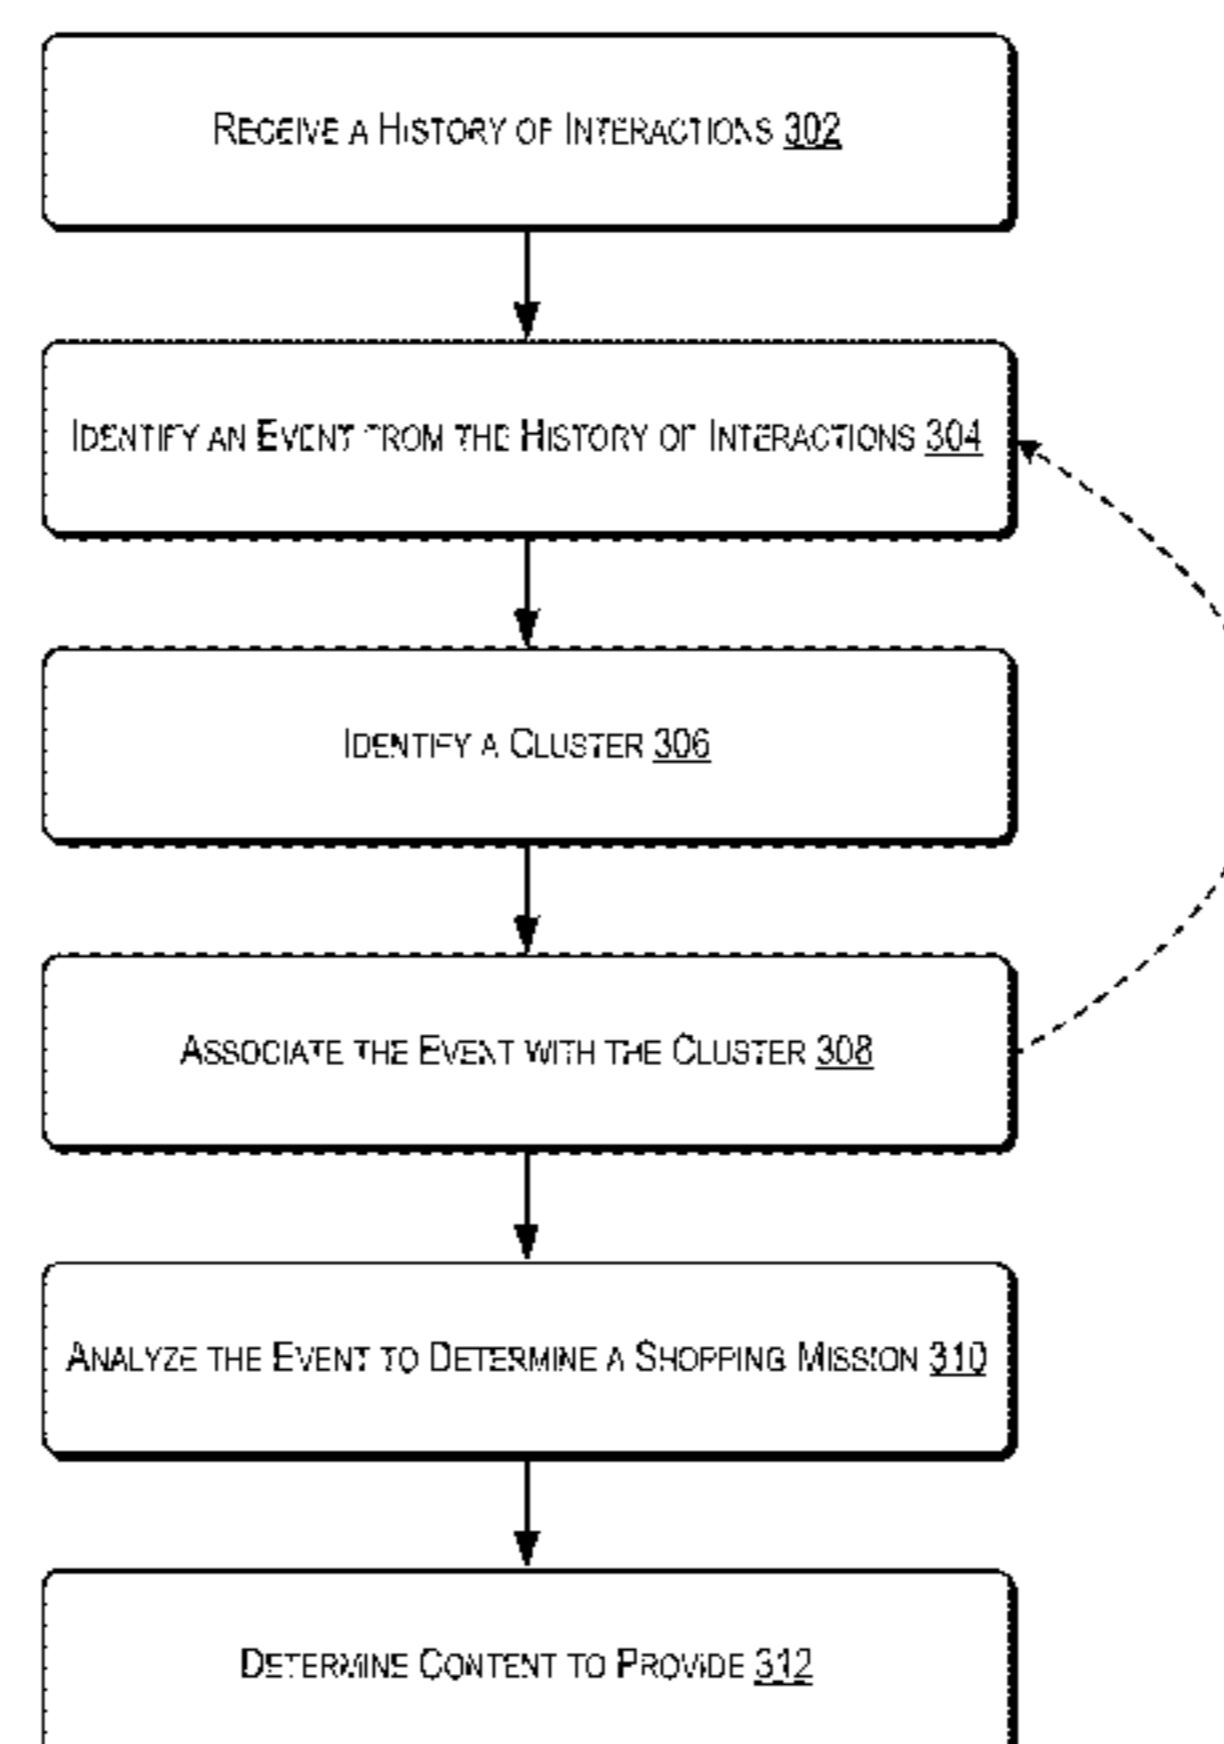 RECEIVE A HISTORY OF INTERACTIONS 302
IDENTIFY AN EVENT FROM THE HISTORY OF INTERACTIONS 304
IDENTIFY A CLUSTER 306
ASSOCIATE THE EVENT WITH THE CLUSTER 308
ANALYZE THE EVENT TO DETERMINE A SHOPPING MISSION 310
DETERMINE CONTENT TO PROVIDE 312